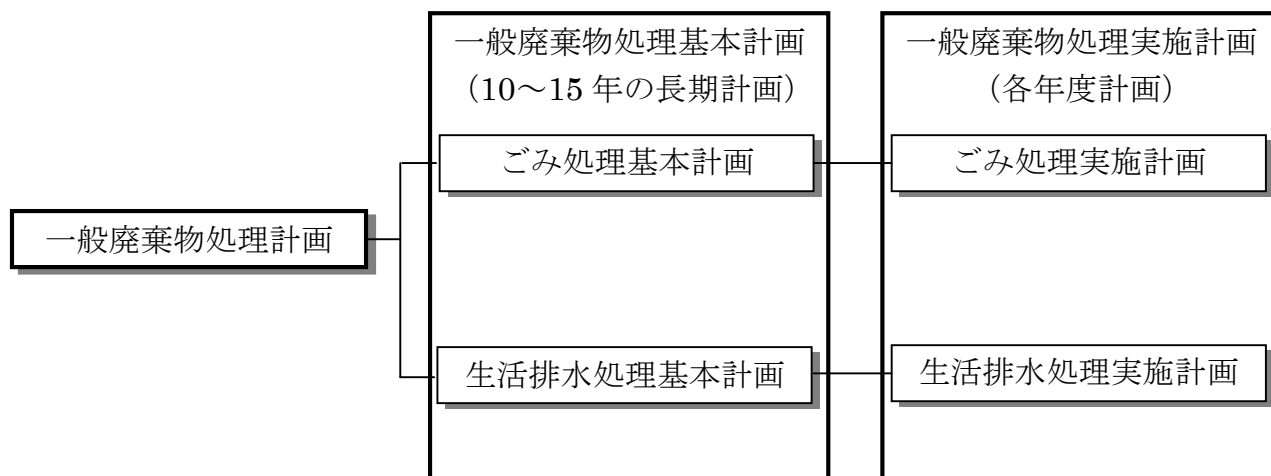 一般廃棄物処理基本計画
（10～15 年の長期計画）
一般廃棄物処理実施計画
（各年度計画）
ごみ処理基本計画
ごみ処理実施計画
一般廃棄物処理計画
生活排水処理基本計画
生活排水処理実施計画